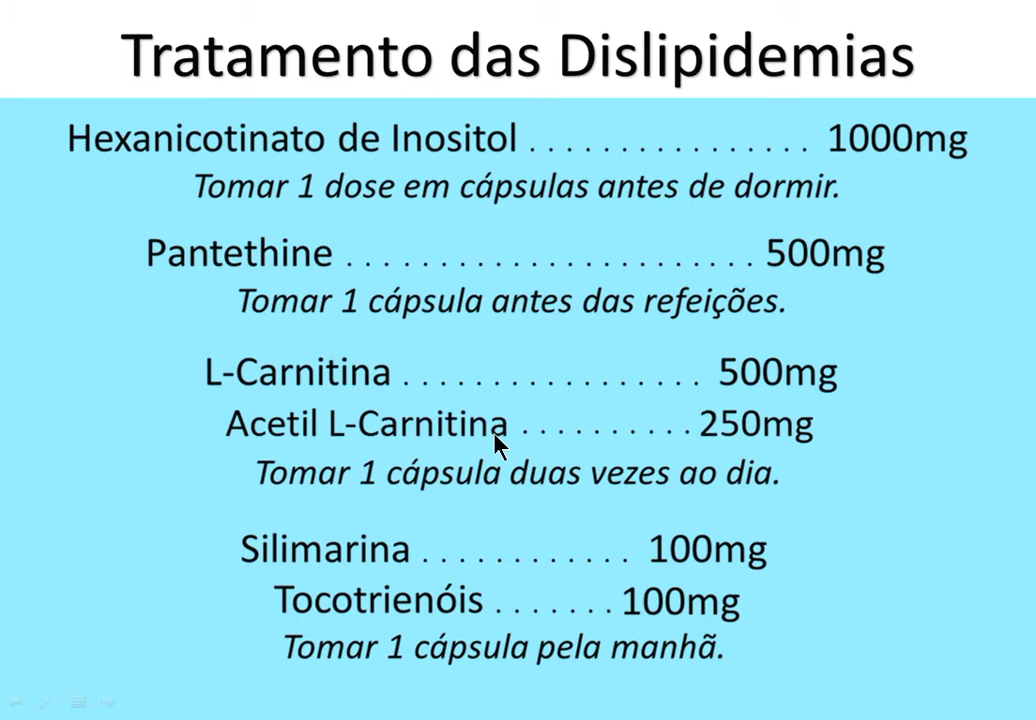 Tratamento das Dislipidemias
Hexanicotinato de Inositol . . . . . . . . . . . . . . . . 1000mg
Tomar 1 dose em cápsulas antes de dormir.
Pantethine . . . . . . . . . . . . . . . . . . . . . . 500mg
Tomar 1 cápsula antes das refeições.
L-Carnitina . . . . . . . . . . . . . . . . . 500mg
Acetil L-Carnitina . . . . . . . . . . 250mg
Tomar 1 cápsula duas vezes ao dia.
Silimarina . . . . . . . . . . . . 100mg
Tocotrienóis . . . . . . . 100mg
Tomar 1 cápsula pela manhã.